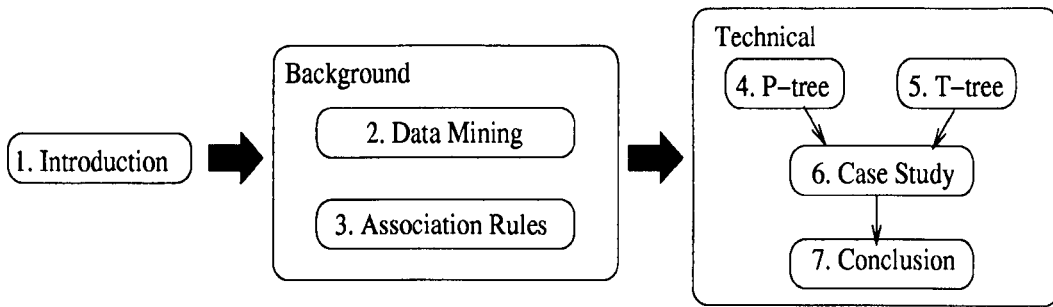 1. Introduction
Background
2. Data Mining
3. Association Rules
Technical
4. P-tree
5. T-tree
6. Case Study
7. Conclusion